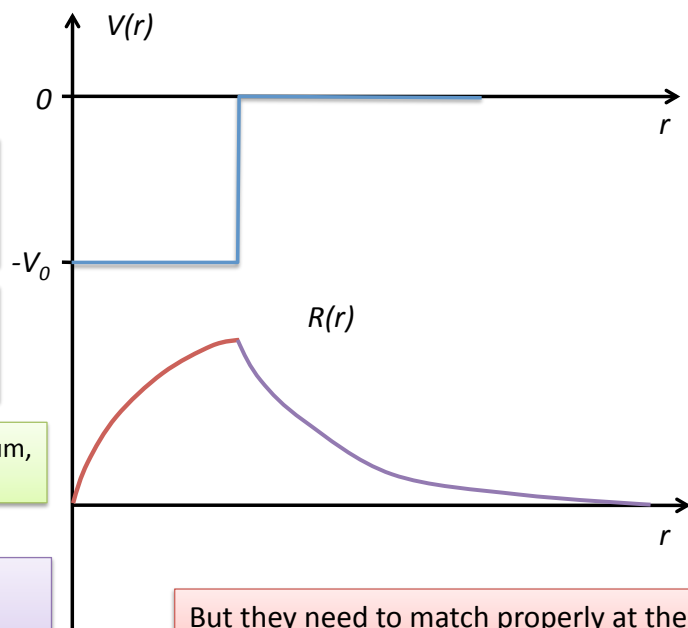 V(r)
0
r
-V₀
R(r)
um,
r
But they need to match properly at the